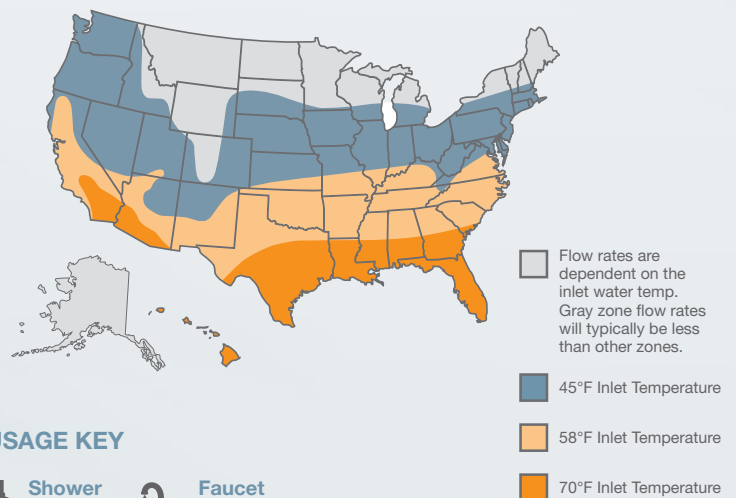 Flow rates are
dependent on the
inlet water temp.
Gray zone flow rates
will typically be less
than other zones.
45°F Inlet Temperature
58°F Inlet Temperature
70°F Inlet Temperature
USAGE KEY
Shower
Faucet